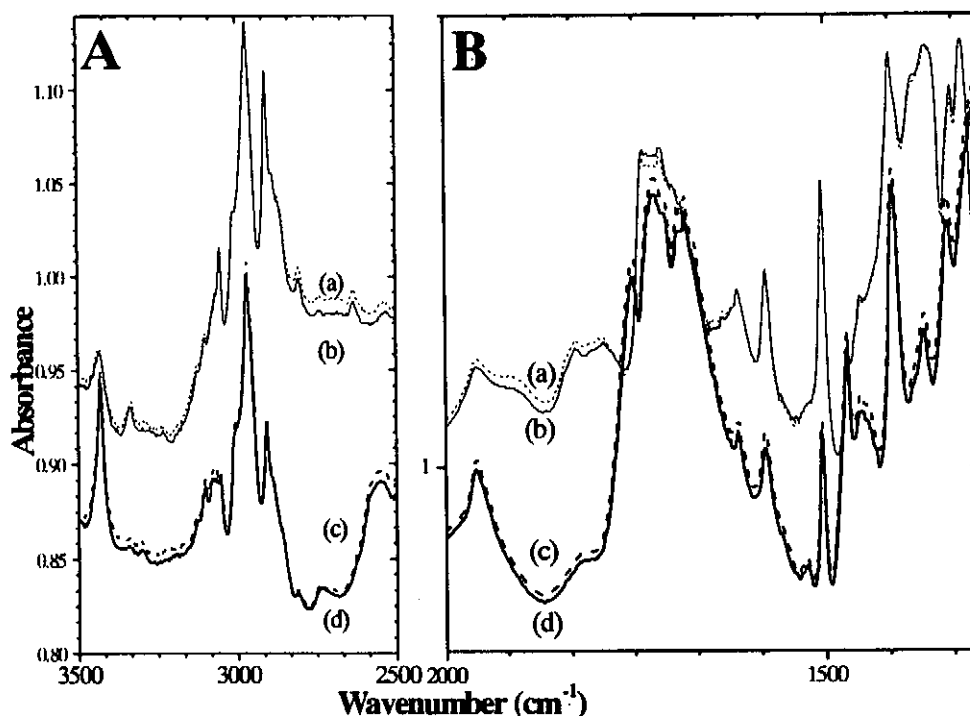 A
B
1.10
1.05
1.00
0.95
0.90
0.85
0.80
Absorbance
(a)
(b)
(c)
(d)
(a)
(b)
(c)
(d)
1
3500
3000
2500
2000
1500
Wavenumber (cm⁻¹)